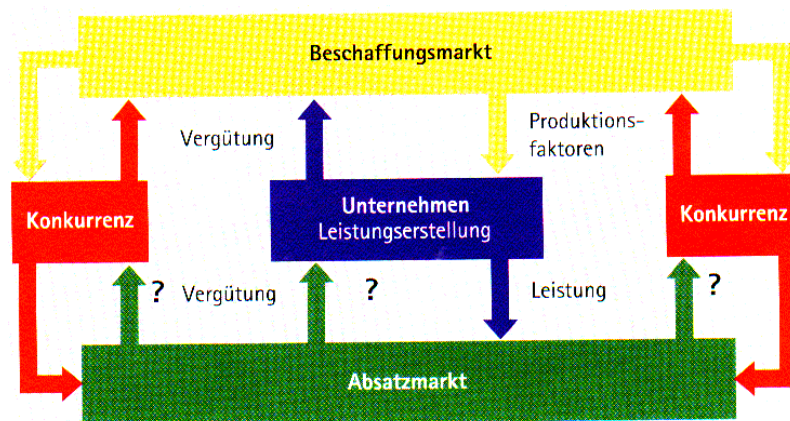 Beschaffungsmarkt
Vergütung
Produktions-
faktoren
Konkurrenz
Unternehmen
Leistungserstellung
Konkurrenz
?
Vergütung
?
Leistung
?
Absatzmarkt